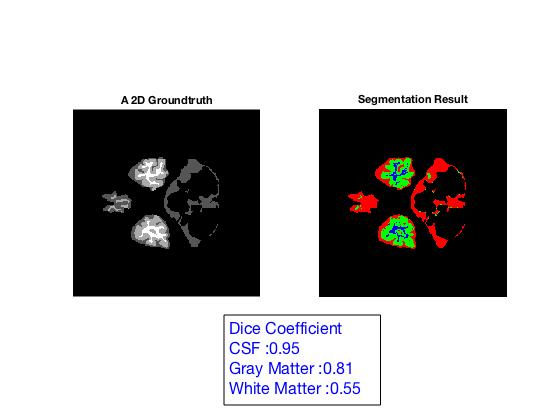 A 2D Groundtruth
Segmentation Result
Dice Coefficient
CSF :0.95
Gray Matter :0.81
White Matter :0.55